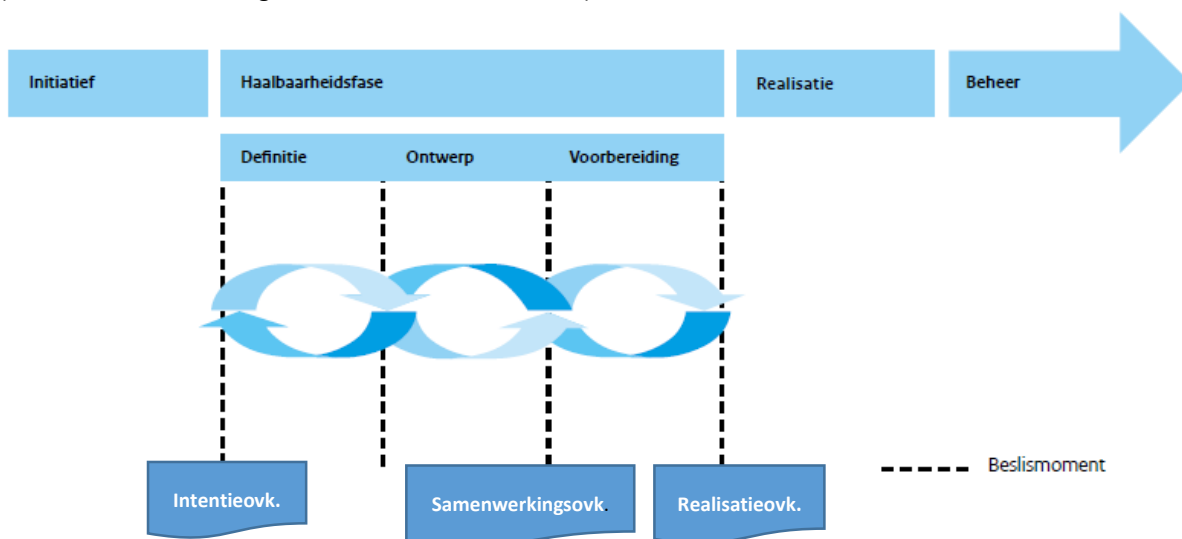 Initiatief
Haalbaarheidsfase
Realisatie
Beheer
Definitie
Ontwerp
Voorbereiding
Beslismoment
Intentieovk.
Samenwerkingsovk.
Realisatieovk.